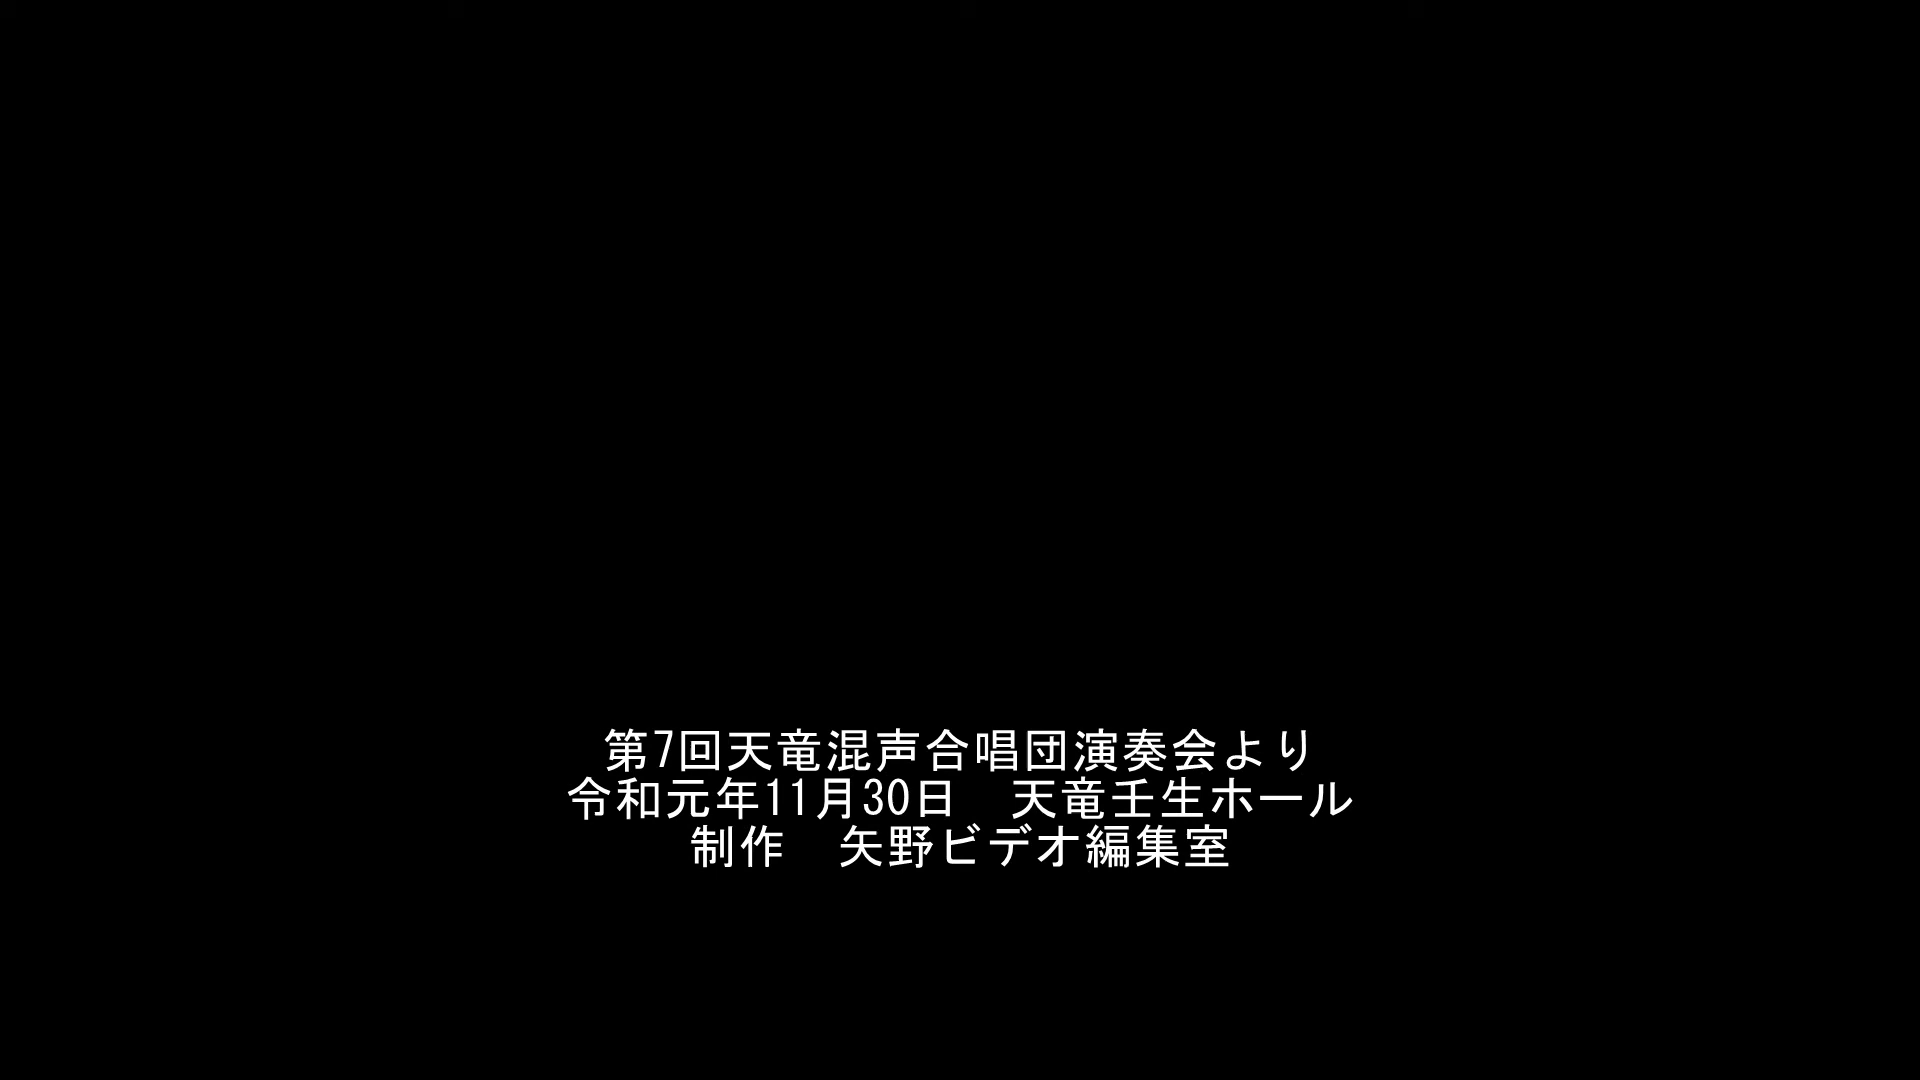 第7回天竜混声合唱団演奏会より
令和元年11月30日　天竜壬生ホール
制作　矢野ビデオ編集室